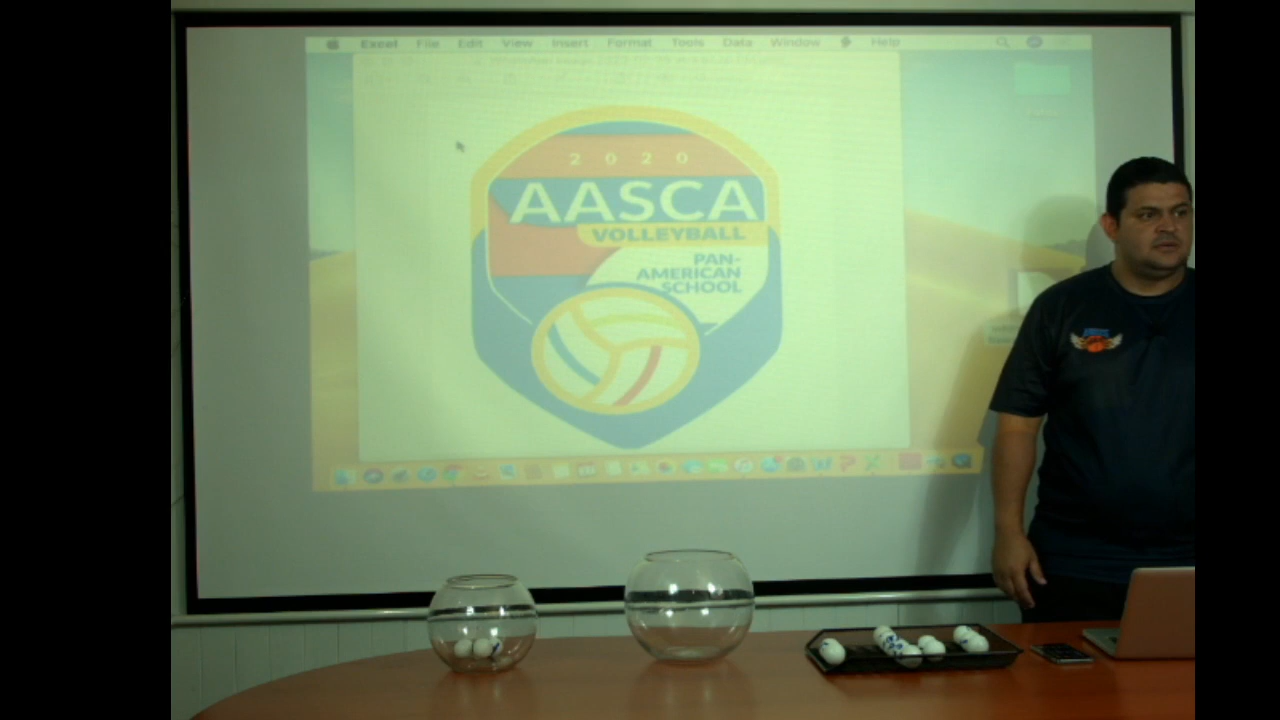 Excel File Edit View Insert Format Tools Data Window Help
2020
AASCA
VOLLEYBALL
PAN-
AMERICAN
SCHOOL